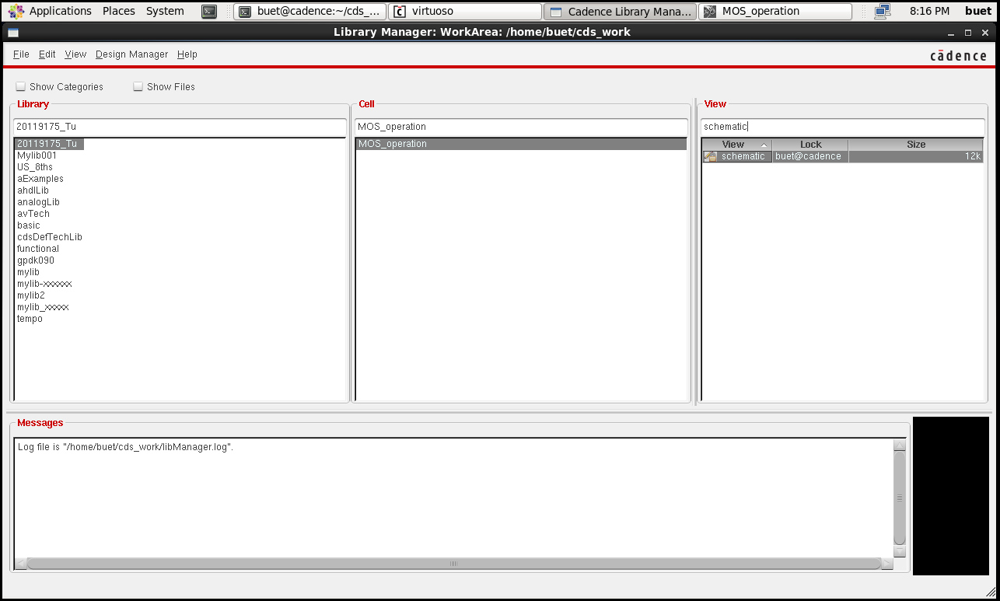 Applications Places System buet@cadence:~/cds_... virtuoso Cadence Library Mana... MOS_operation 8:16 PM buet
Library Manager: WorkArea: /home/buet/cds_work
File Edit View Design Manager Help cādence
Show Categories Show Files
Library Cell View
20119175_Tu MOS_operation schematic
20119175_Tu MOS_operation View Lock Size
Mylib001 schematic buet@cadence 12k
US_8ths
aExamples
ahdlLib
analogLib
avTech
basic
cdsDefTechLib
functional
gpdk090
mylib
mylib-xxxxxx
mylib2
mylib_xxxxx
tempo
Messages
Log file is "/home/buet/cds_work/libManager.log".